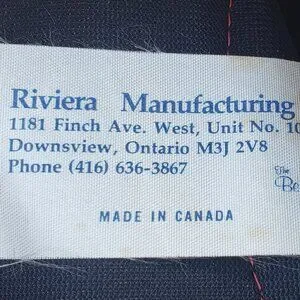 Riviera Manufacturing
1181 Finch Ave. West, Unit No. 10
Downsview, Ontario M3J 2V8
Phone (416) 636-3867
The
MADE IN CANADA